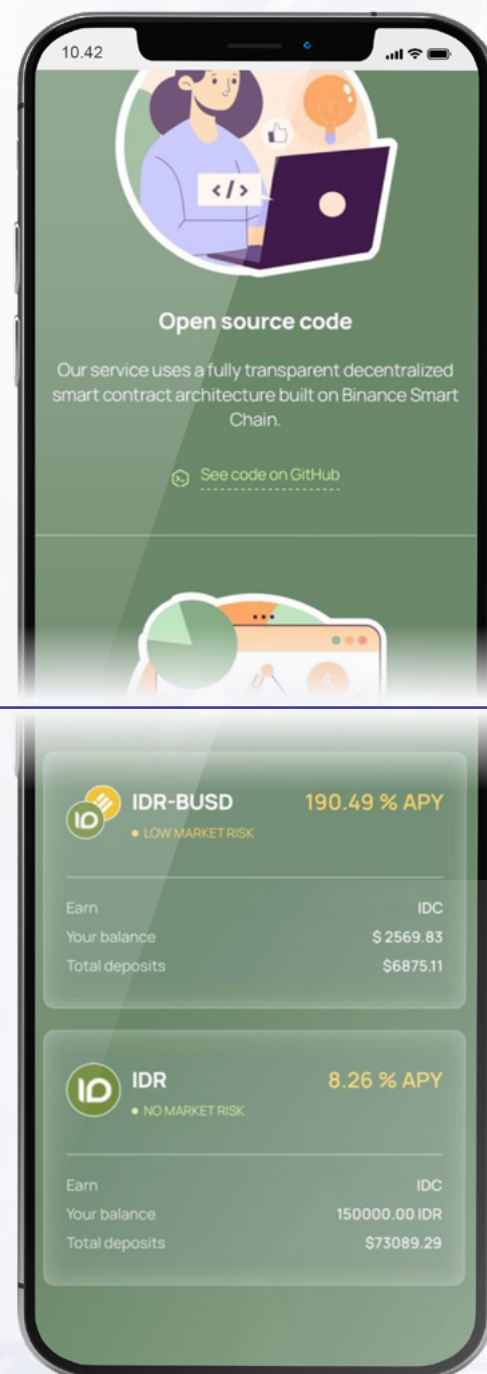 10.42
</>
Open source code
Our service uses a fully transparent decentralized
smart contract architecture built on Binance Smart
Chain.
See code on GitHub
$
IDR-BUSD 190.49 % APY
LOW MARKET RISK
Earn IDC
Your balance $ 2569.83
Total deposits $6875.11
IDR 8.26 % APY
NO MARKET RISK
Earn IDC
Your balance 150000.00 IDR
Total deposits $73089.29